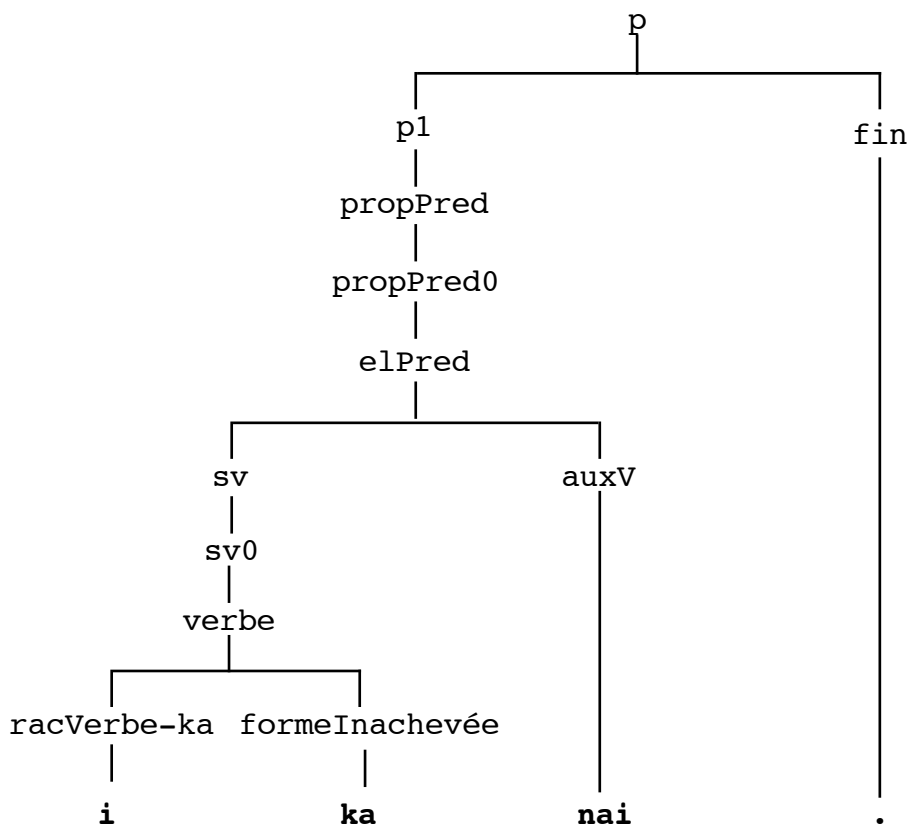 p
p1 fin
propPred
propPred0
elPred
sv auxV
sv0
verbe
racVerbe-ka formeInachevée
i ka nai .